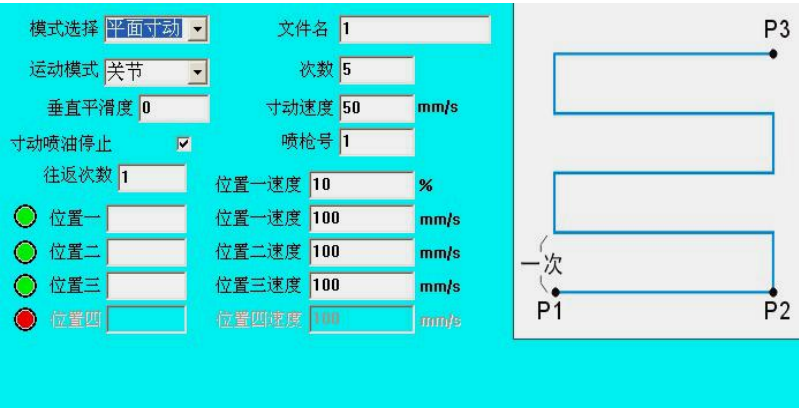 模式选择 平面寸动 文件名 1
运动模式 关节 次数 5
垂直平滑度 0 寸动速度 50 mm/s
寸动喷油停止 喷枪号 1
往返次数 1 位置一速度 10 %
位置一 位置一速度 100 mm/s
位置二 位置二速度 100 mm/s
位置三 位置三速度 100 mm/s
位置四 位置四速度 100 mm/s
P3
一次
P1 P2